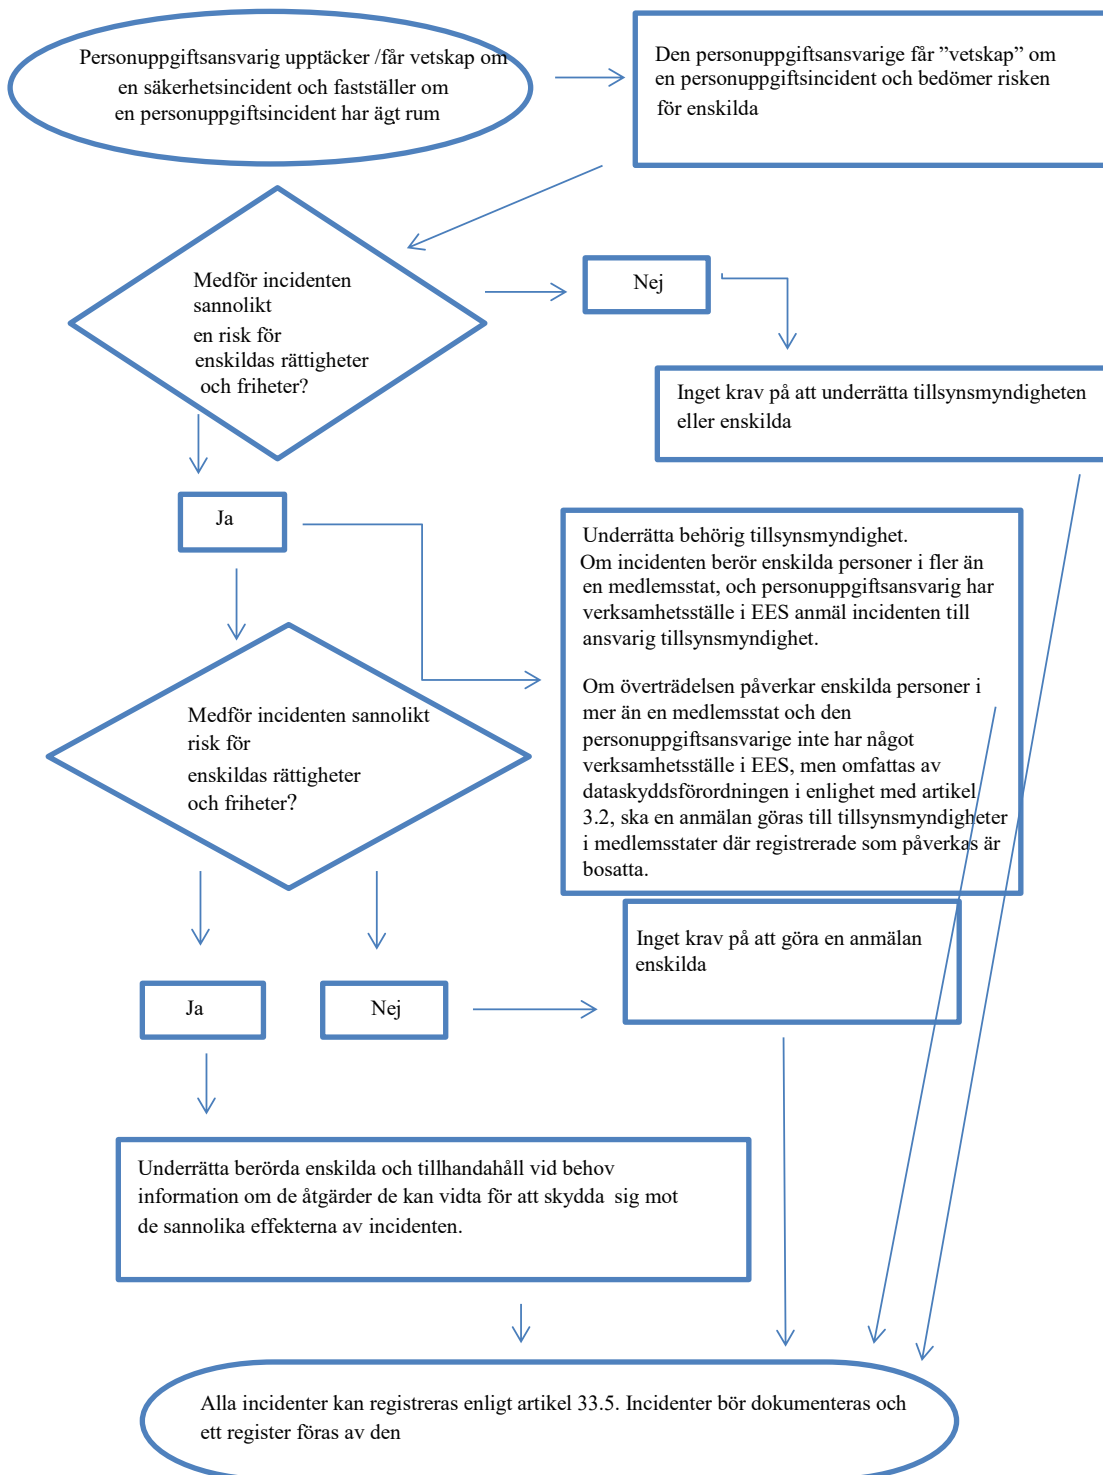 Personuppgiftsansvarig upptäcker /får vetskap om
en säkerhetsincident och fastställer om
en personuppgiftsincident har ägt rum
Den personuppgiftsansvarige får ”vetskap” om
en personuppgiftsincident och bedömer risken
för enskilda
Medför incidenten
sannolikt
en risk för
enskildas rättigheter
och friheter?
Nej
Inget krav på att underrätta tillsynsmyndigheten
eller enskilda
Ja
Underrätta behörig tillsynsmyndighet.
Om incidenten berör enskilda personer i fler än
en medlemsstat, och personuppgiftsansvarig har
verksamhetsställe i EES anmäl incidenten till
ansvarig tillsynsmyndighet.
Om överträdelsen påverkar enskilda personer i
mer än en medlemsstat och den
personuppgiftsansvarige inte har något
verksamhetsställe i EES, men omfattas av
dataskyddsförordningen i enlighet med artikel
3.2, ska en anmälan göras till tillsynsmyndigheter
i medlemsstater där registrerade som påverkas är
bosatta.
Medför incidenten sannolikt
risk för
enskildas rättigheter
och friheter?
Inget krav på att göra en anmälan
enskilda
Ja
Nej
Underrätta berörda enskilda och tillhandahåll vid behov
information om de åtgärder de kan vidta för att skydda sig mot
de sannolika effekterna av incidenten.
Alla incidenter kan registreras enligt artikel 33.5. Incidenter bör dokumenteras och
ett register föras av den